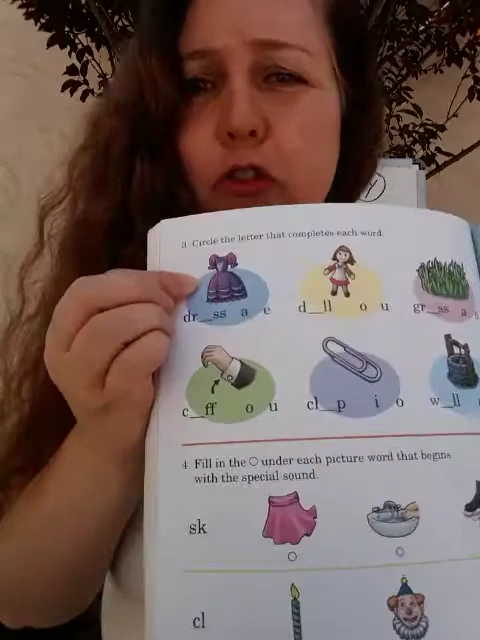 3. Circle the letter that completes each word.
dr__ss a e d__ll o u gr__ss a
c__ff o u cl__p i o w__ll
4. Fill in the ○ under each picture word that begins
with the special sound.
sk
cl